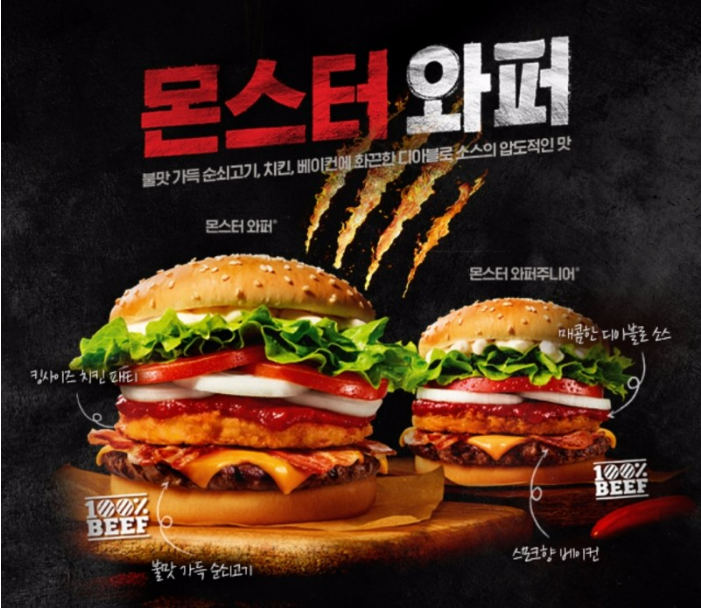 몬스터 와퍼
불맛 가득 순쇠고기, 치킨, 베이컨에 화끈한 디아블로 소스의 압도적인 맛
몬스터 와퍼®
몬스터 와퍼주니어®
매콤한 디아블로 소스
킹사이즈 치킨 패티
100%
BEEF
100%
BEEF
스모크향 베이컨
불맛 가득 순쇠고기